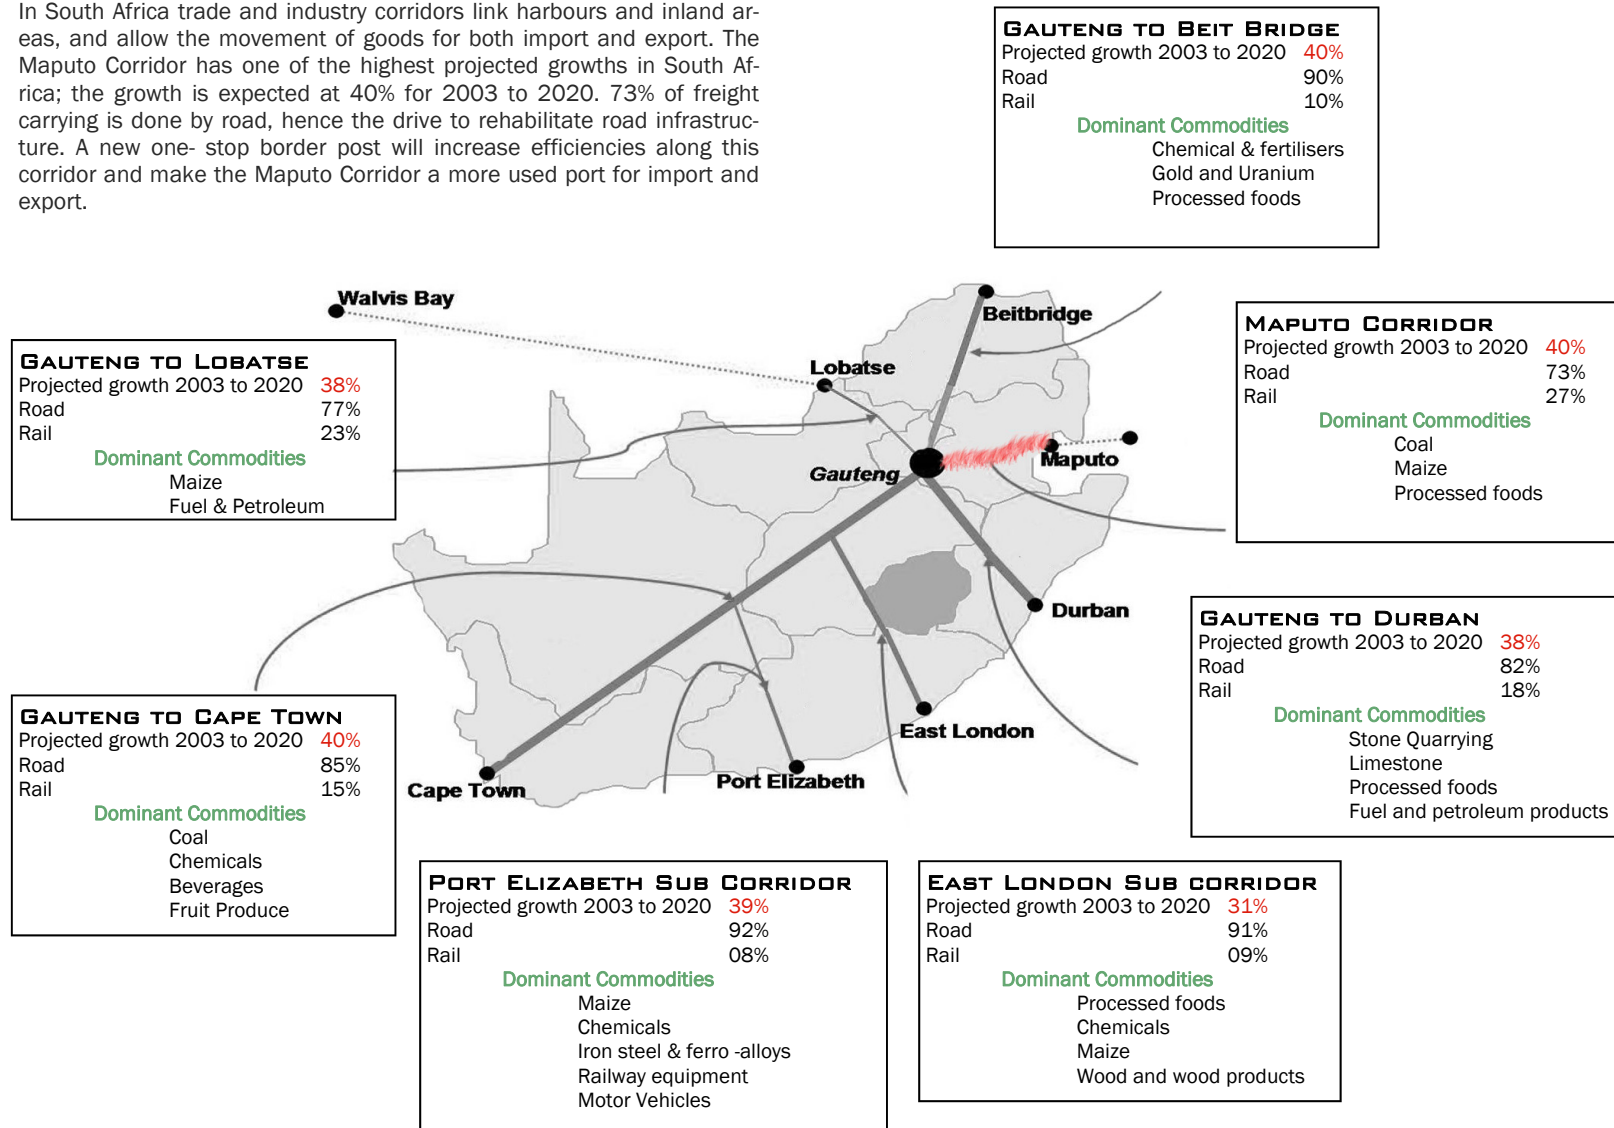 In South Africa trade and industry corridors link harbours and inland ar-
eas, and allow the movement of goods for both import and export. The
Maputo Corridor has one of the highest projected growths in South Af-
rica; the growth is expected at 40% for 2003 to 2020. 73% of freight
carrying is done by road, hence the drive to rehabilitate road infrastruc-
ture. A new one- stop border post will increase efficiencies along this
corridor and make the Maputo Corridor a more used port for import and
export.
GAUTENG TO BEIT BRIDGE
Projected growth 2003 to 2020 40%
Road 90%
Rail 10%
Dominant Commodities
Chemical & fertilisers
Gold and Uranium
Processed foods
Walvis Bay
Beitbridge
Lobatse
Gauteng
Maputo
Durban
East London
Port Elizabeth
Cape Town
GAUTENG TO LOBATSE
Projected growth 2003 to 2020 38%
Road 77%
Rail 23%
Dominant Commodities
Maize
Fuel & Petroleum
MAPUTO CORRIDOR
Projected growth 2003 to 2020 40%
Road 73%
Rail 27%
Dominant Commodities
Coal
Maize
Processed foods
GAUTENG TO DURBAN
Projected growth 2003 to 2020 38%
Road 82%
Rail 18%
Dominant Commodities
Stone Quarrying
Limestone
Processed foods
Fuel and petroleum products
GAUTENG TO CAPE TOWN
Projected growth 2003 to 2020 40%
Road 85%
Rail 15%
Dominant Commodities
Coal
Chemicals
Beverages
Fruit Produce
PORT ELIZABETH SUB CORRIDOR
Projected growth 2003 to 2020 39%
Road 92%
Rail 08%
Dominant Commodities
Maize
Chemicals
Iron steel & ferro -alloys
Railway equipment
Motor Vehicles
EAST LONDON SUB CORRIDOR
Projected growth 2003 to 2020 31%
Road 91%
Rail 09%
Dominant Commodities
Processed foods
Chemicals
Maize
Wood and wood products